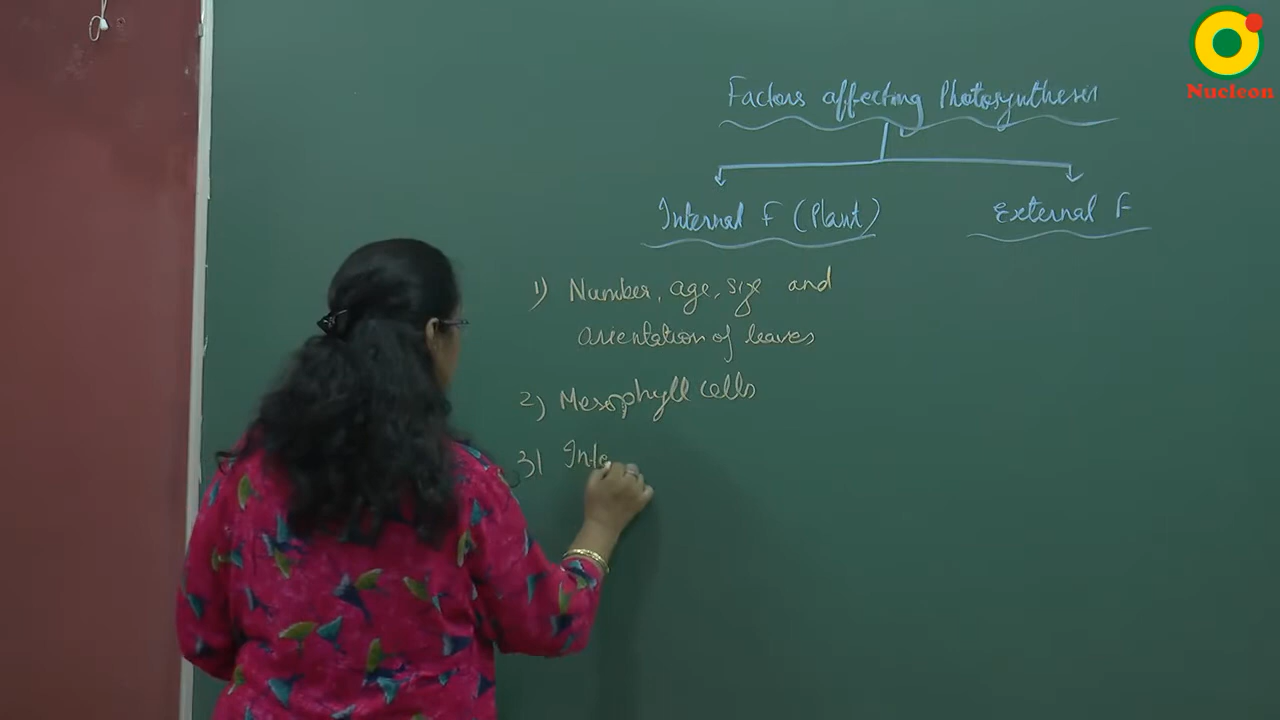 Nucleon
Factors affecting Photosynthesis
Internal F (Plant)
External F
1) Number, age, size and
orientation of leaves
2) Mesophyll cells
3) Inte